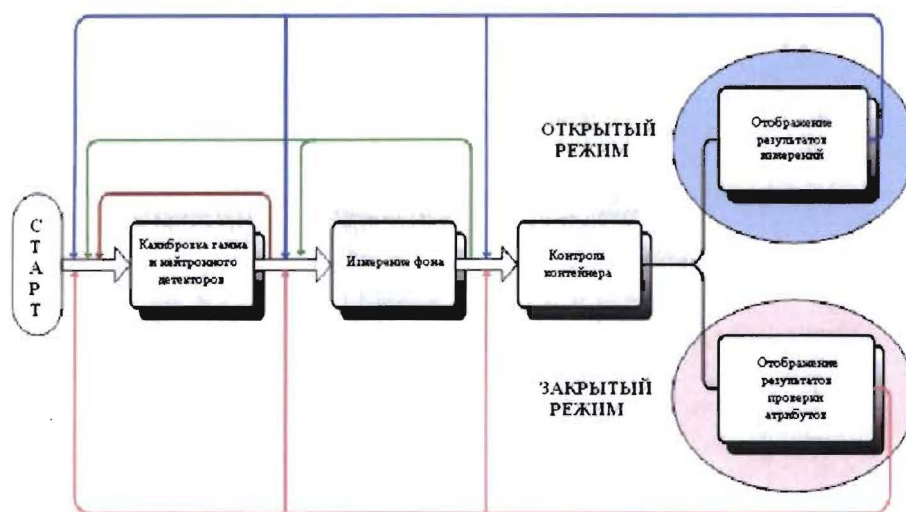 СТАРТ
Калибровка гамма
и нейтронного
детекторов
Измерение фона
Контроль
контейнера
ОТКРЫТЫЙ
РЕЖИМ
Отображение
результатов
измерений
ЗАКРЫТЫЙ
РЕЖИМ
Отображение
результатов
проверки
атрибутов